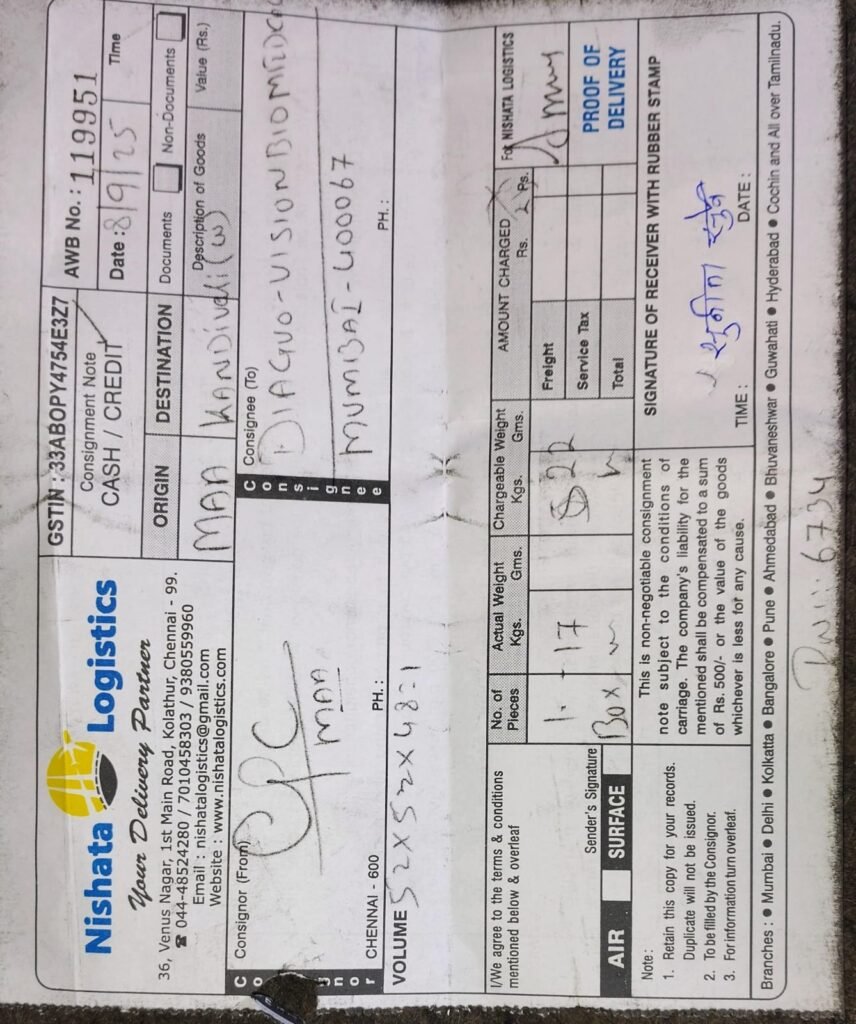 Nishata Logistics
Your Delivery Partner
36, Venus Nagar, 1st Main Road, Kolathur, Chennai - 99.
☎ 044-48524280 / 7010458303 / 9380559960
Email : nishatalogistics@gmail.com
Website : www.nishatalogistics.com
GSTIN : 33ABOPY4754E3Z7
Consignment Note
CASH / CREDIT
AWB No. : 119951
Date : 8/9/25 Time
ORIGIN DESTINATION
Documents Non-Documents
Description of Goods Value (Rs.)
MAA KANDivali (W)
Consignor
Consignor (From)
CPC
MAA
CHENNAI - 600 PH. :
Consignee
Consignee (To)
DIAGNO-VISION BIOMEDICAL
MUMBAI-400067
PH. :
VOLUME 52X52X48=1
I/We agree to the terms & conditions
mentioned below & overleaf
Sender's Signature
AIR SURFACE
No. of Pieces
1.
Box
Actual Weight
Kgs. Gms.
17
Chargeable Weight
Kgs. Gms.
22
AMOUNT CHARGED
Rs. Ps.
Freight
Service Tax
Total
For NISHATA LOGISTICS
PROOF OF
DELIVERY
Note :
1. Retain this copy for your records.
Duplicate will not be issued.
2. To be filled by the Consignor.
3. For information turn overleaf.
This is non-negotiable consignment
note subject to the conditions of
carriage. The company's liability for the
mentioned shall be compensated to a sum
of Rs. 500/- or the value of the goods
whichever is less for any cause.
SIGNATURE OF RECEIVER WITH RUBBER STAMP
सुनीता
TIME : DATE :
Branches : ● Mumbai ● Delhi ● Kolkatta ● Bangalore ● Pune ● Ahmedabad ● Bhuvaneshwar ● Guwahati ● Hyderabad ● Cochin and All over Tamilnadu.
6734